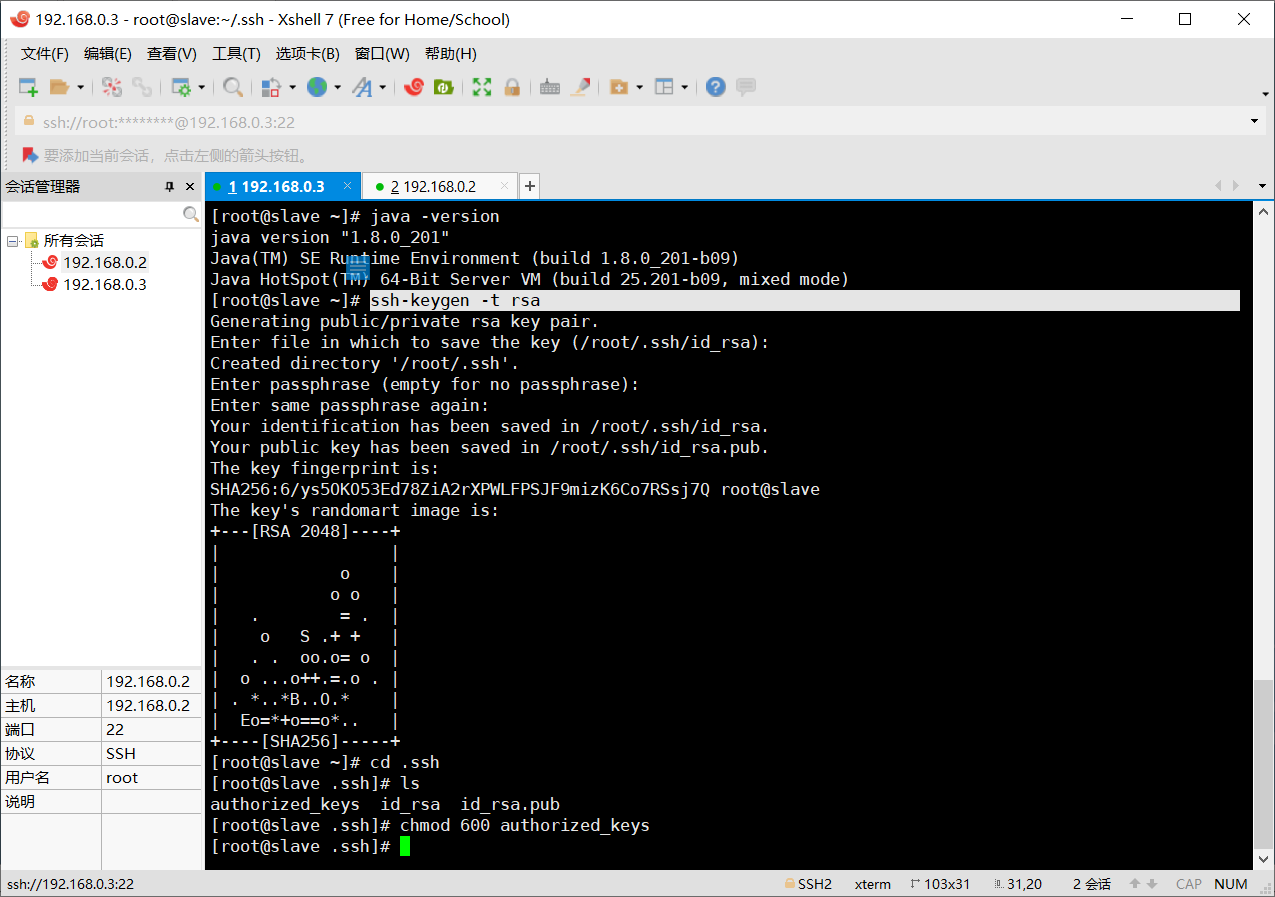 192.168.0.3 - root@slave:~/.ssh - Xshell 7 (Free for Home/School)
文件(F) 编辑(E) 查看(V) 工具(T) 选项卡(B) 窗口(W) 帮助(H)
ssh://root:********@192.168.0.3:22
要添加当前会话，点击左侧的箭头按钮。
会话管理器
1 192.168.0.3
2 192.168.0.2
所有会话
192.168.0.2
192.168.0.3
名称 192.168.0.2
主机 192.168.0.2
端口 22
协议 SSH
用户名 root
说明
[root@slave ~]# java -version
java version "1.8.0_201"
Java(TM) SE Runtime Environment (build 1.8.0_201-b09)
Java HotSpot(TM) 64-Bit Server VM (build 25.201-b09, mixed mode)
[root@slave ~]# ssh-keygen -t rsa
Generating public/private rsa key pair.
Enter file in which to save the key (/root/.ssh/id_rsa):
Created directory '/root/.ssh'.
Enter passphrase (empty for no passphrase):
Enter same passphrase again:
Your identification has been saved in /root/.ssh/id_rsa.
Your public key has been saved in /root/.ssh/id_rsa.pub.
The key fingerprint is:
SHA256:6/ys5OKO53Ed78ZiA2rXPWLFPSJF9mizK6Co7RSsj7Q root@slave
The key's randomart image is:
+---[RSA 2048]----+
|                 |
|            o    |
|           o o   |
|   .        = .  |
|    o   S .+ +   |
|   . .  oo.o= o  |
|  o ...o++.=.o . |
| . *..*B..O.*    |
|  Eo=*+o==o*..   |
+----[SHA256]-----+
[root@slave ~]# cd .ssh
[root@slave .ssh]# ls
authorized_keys  id_rsa  id_rsa.pub
[root@slave .ssh]# chmod 600 authorized_keys
[root@slave .ssh]#
ssh://192.168.0.3:22 SSH2 xterm 103x31 31,20 2 会话 CAP NUM